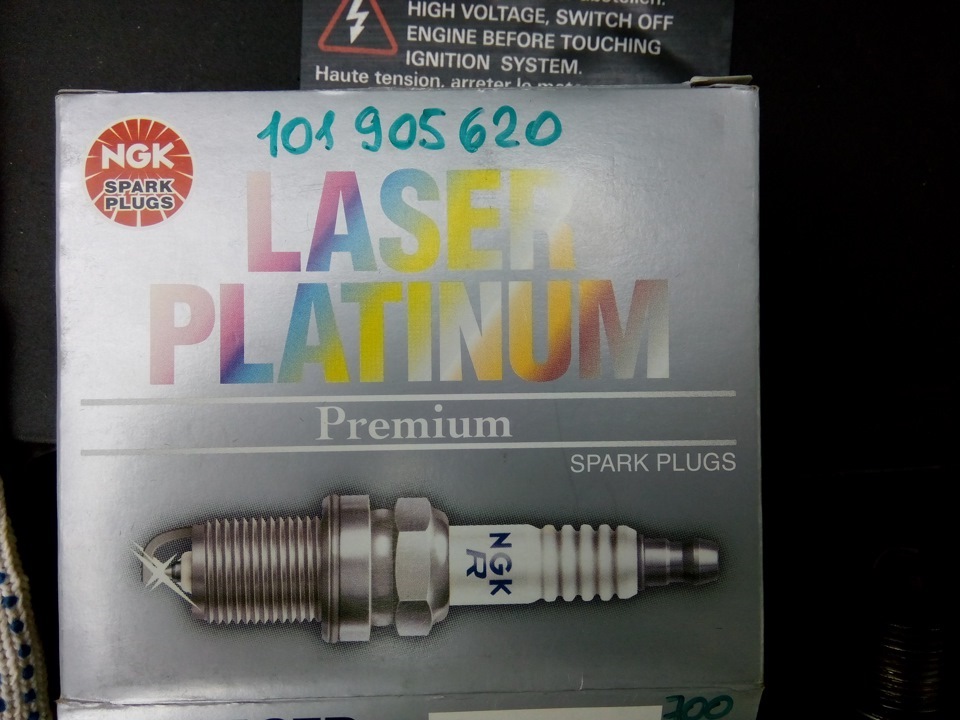 HIGH VOLTAGE, SWITCH OFF
ENGINE BEFORE TOUCHING
IGNITION SYSTEM.
Haute tension, arreter le
101 905 620
NGK
SPARK
PLUGS
LASER
PLATINUM
Premium
SPARK PLUGS
NGK
R
700